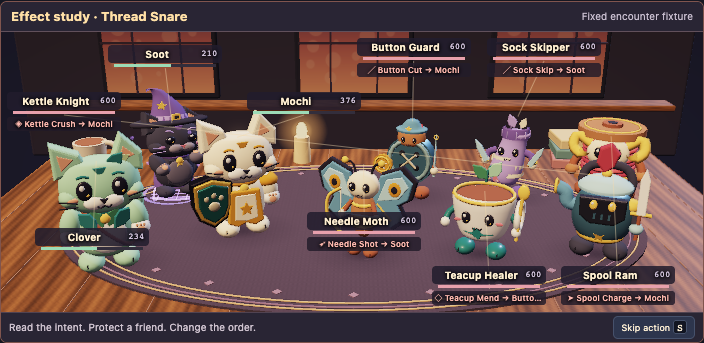 Effect study · Thread Snare
Fixed encounter fixture
Button Guard 600
Button Cut → Mochi
Sock Skipper 600
Sock Skip → Soot
Soot 210
Kettle Knight 600
Kettle Crush → Mochi
Mochi 376
Needle Moth 600
Needle Shot → Soot
Clover 234
Teacup Healer 600
Teacup Mend → Butto...
Spool Ram 600
Spool Charge → Mochi
Read the intent. Protect a friend. Change the order.
Skip action S